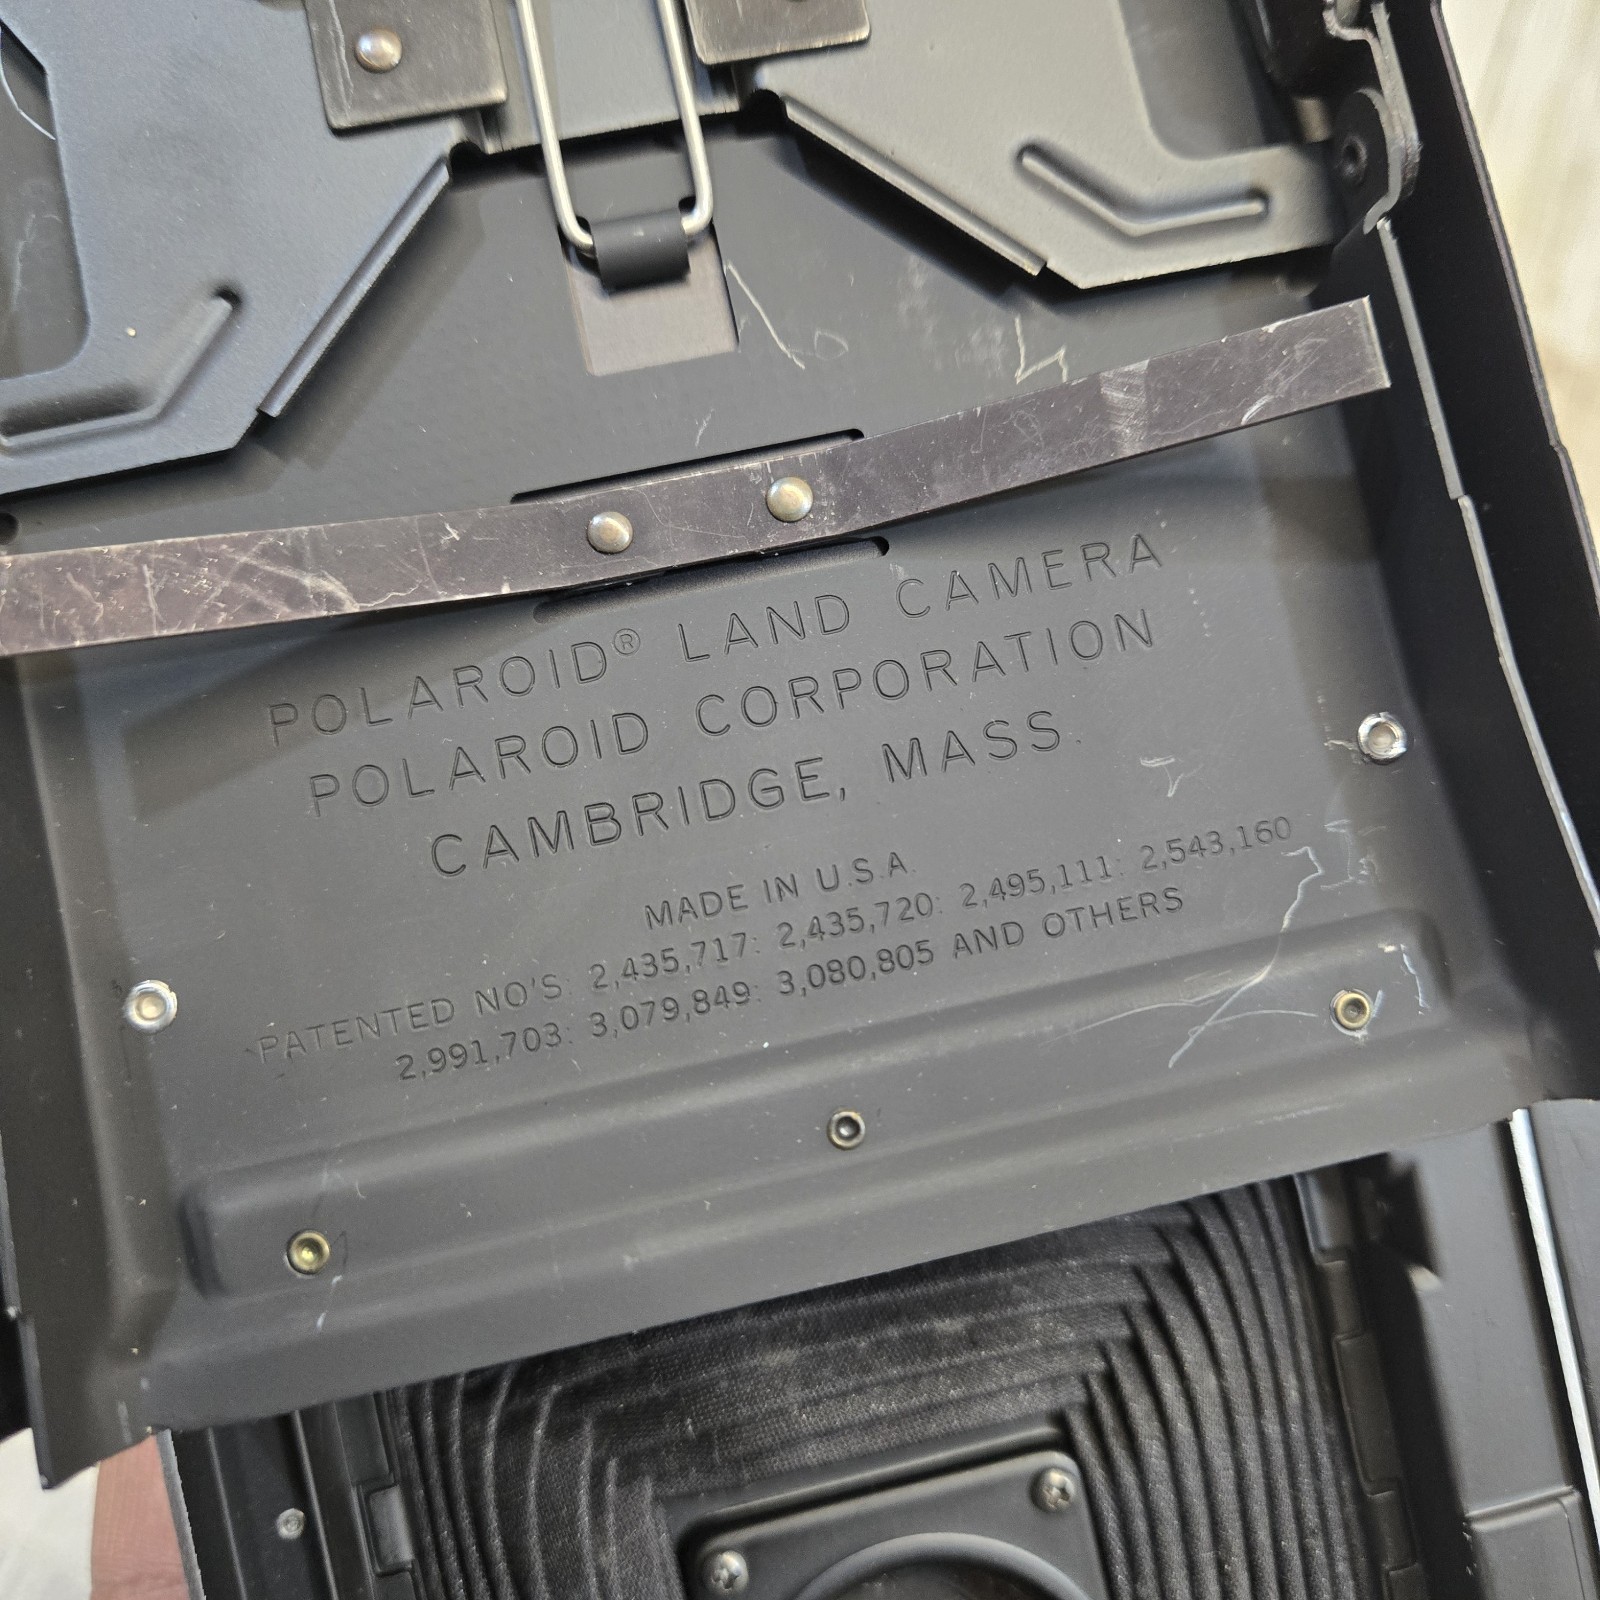 POLAROID® LAND CAMERA
POLAROID CORPORATION
CAMBRIDGE, MASS.
MADE IN U.S.A.
PATENTED NO'S: 2,435,717: 2,435,720: 2,495,111: 2,543,160
2,991,703: 3,079,849: 3,080,805 AND OTHERS